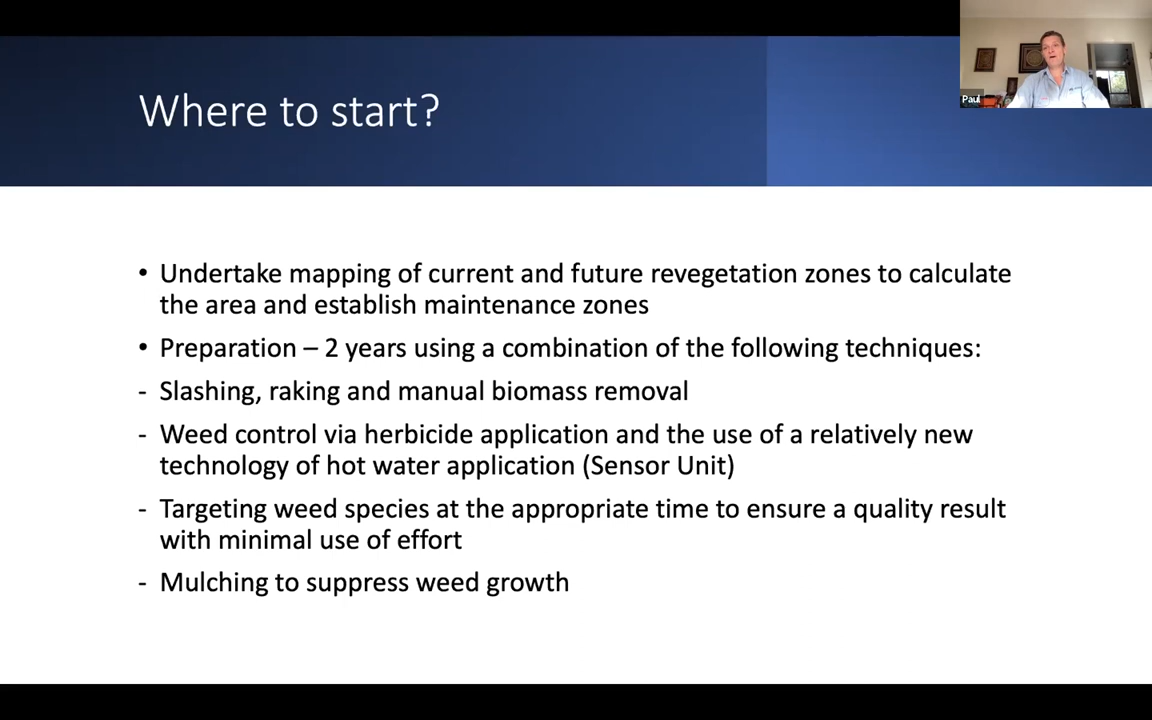 Where to start?
Paul
• Undertake mapping of current and future revegetation zones to calculate
the area and establish maintenance zones
• Preparation – 2 years using a combination of the following techniques:
- Slashing, raking and manual biomass removal
- Weed control via herbicide application and the use of a relatively new
technology of hot water application (Sensor Unit)
- Targeting weed species at the appropriate time to ensure a quality result
with minimal use of effort
- Mulching to suppress weed growth